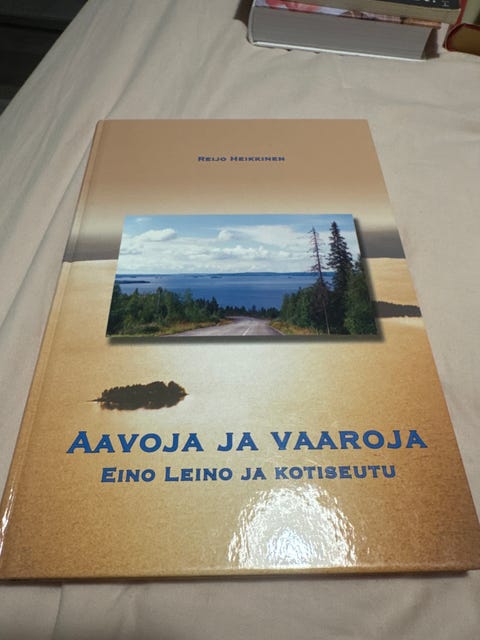 Reijo Heikkinen
Aavoja ja vaaroja
Eino Leino ja kotiseutu